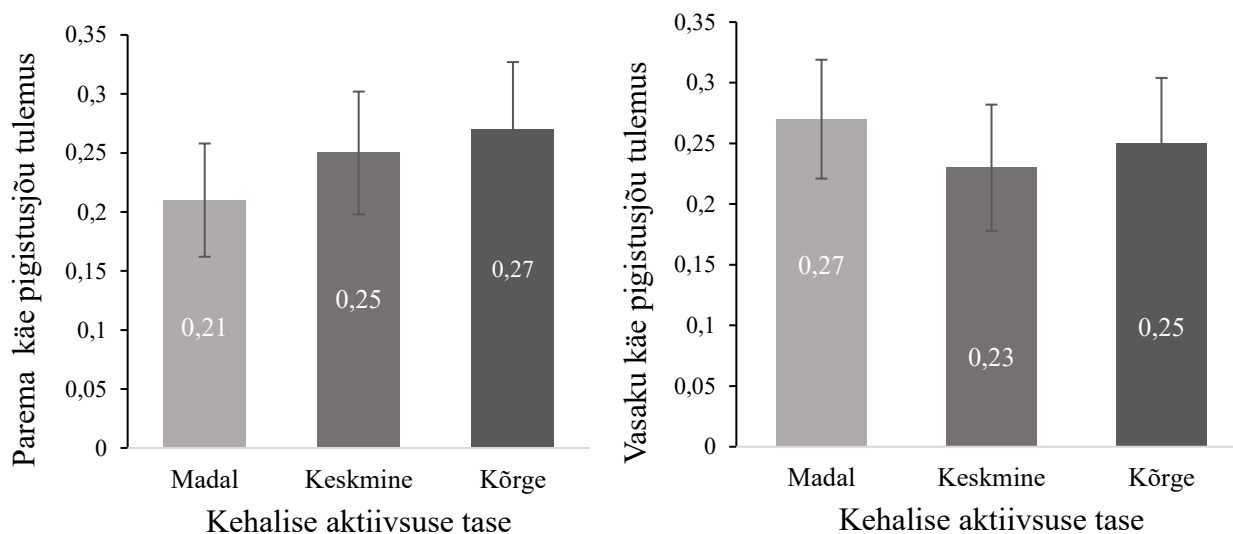 Parema käe pigistusjõu tulemus
0,35
0,3
0,25
0,2
0,15
0,1
0,05
0
0,21
0,25
0,27
Madal
Keskmine
Kõrge
Kehalise aktiivsuse tase
Vasaku käe pigistusjõu tulemus
0,35
0,3
0,25
0,2
0,15
0,1
0,05
0
0,27
0,23
0,25
Madal
Keskmine
Kõrge
Kehalise aktiivsuse tase